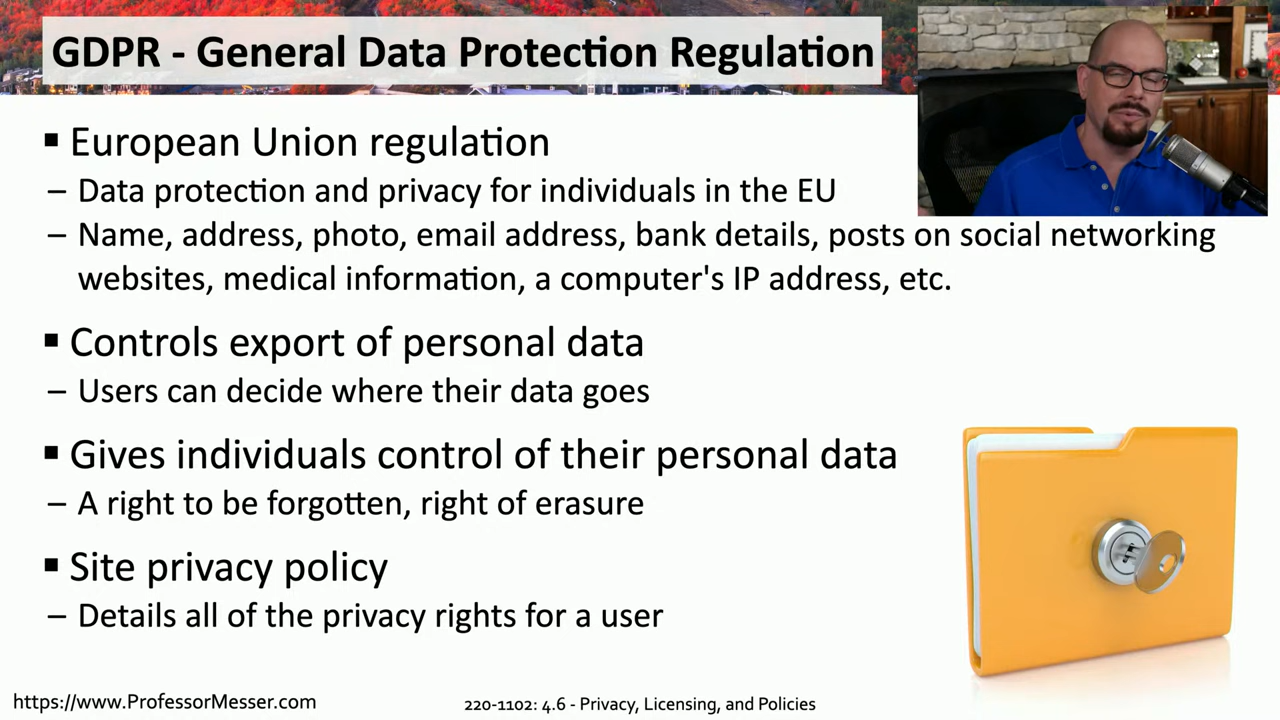 GDPR - General Data Protection Regulation
▪ European Union regulation
– Data protection and privacy for individuals in the EU
– Name, address, photo, email address, bank details, posts on social networking
websites, medical information, a computer's IP address, etc.
▪ Controls export of personal data
– Users can decide where their data goes
▪ Gives individuals control of their personal data
– A right to be forgotten, right of erasure
▪ Site privacy policy
– Details all of the privacy rights for a user
https://www.ProfessorMesser.com
220-1102: 4.6 - Privacy, Licensing, and Policies